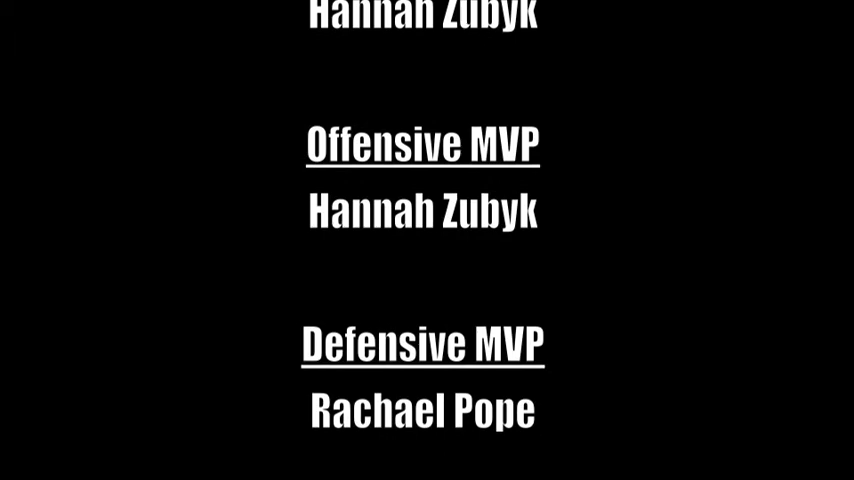 Hannah Zubyk
Offensive MVP
Hannah Zubyk
Defensive MVP
Rachael Pope